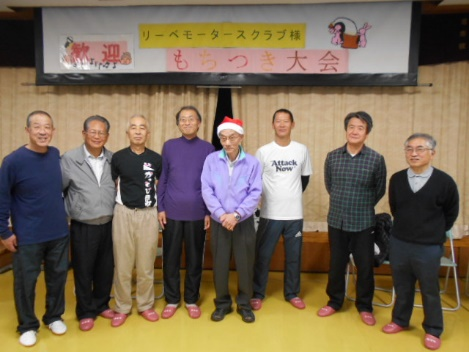 リーベモータースクラブ様
歓迎
もちつき大会
Attack
Now